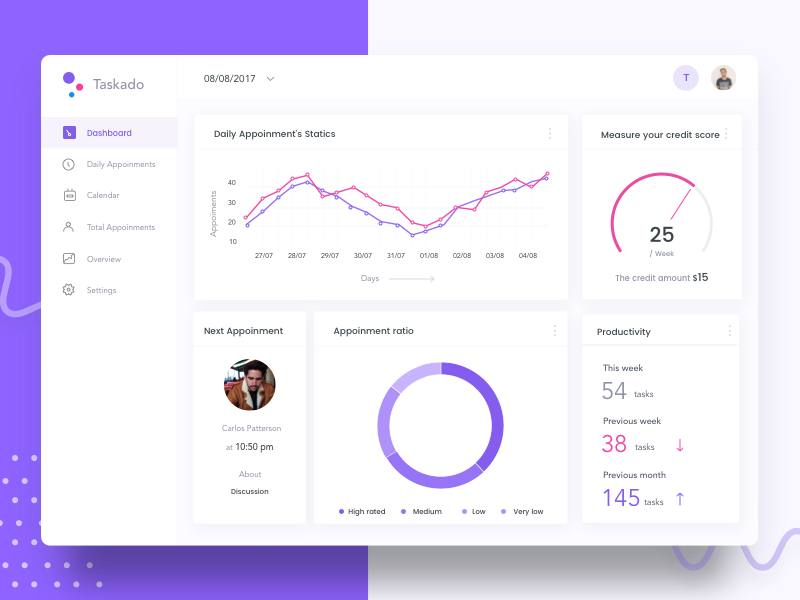 Taskado
08/08/2017
T
Dashboard
Daily Appoinments
Calendar
Total Appoinments
Overview
Settings
Daily Appoinment's Statics
Appoinments
40
30
20
10
27/07 28/07 29/07 30/07 31/07 01/08 02/08 03/08 04/08
Days
Measure your credit score
25
/ Week
The credit amount $15
Next Appoinment
Carlos Patterson
at 10:50 pm
About
Discussion
Appoinment ratio
High rated Medium Low Very low
Productivity
This week
54 tasks
Previous week
38 tasks
Previous month
145 tasks